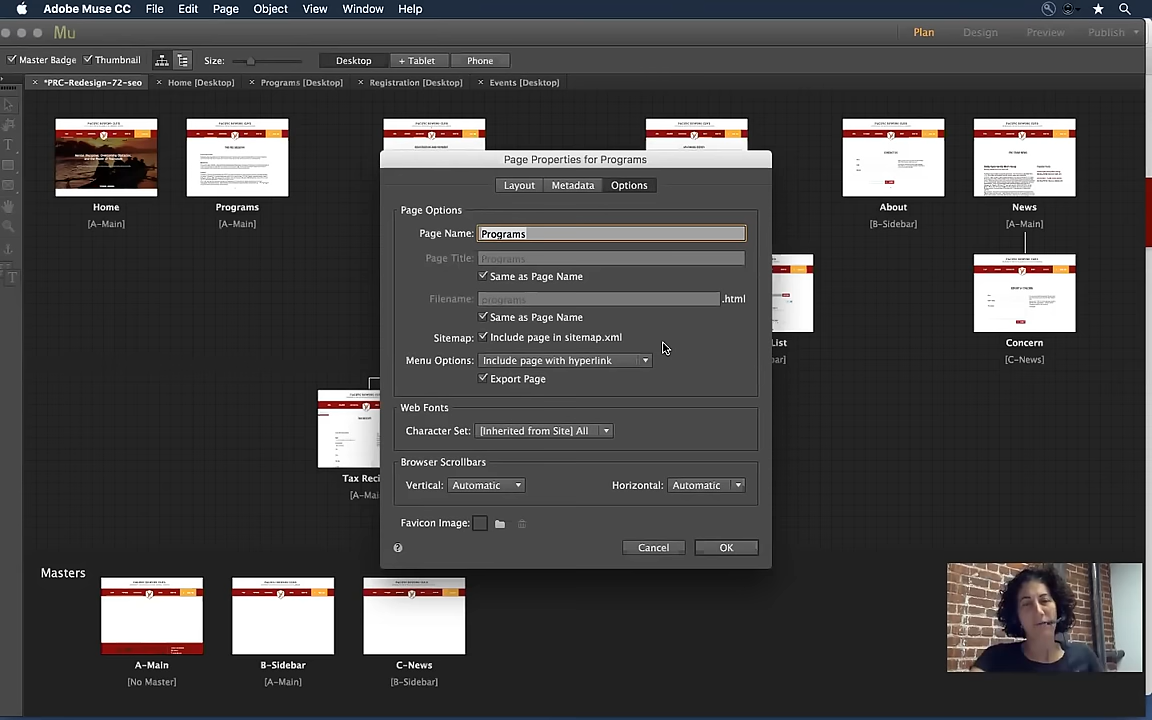 Adobe Muse CC File Edit Page Object View Window Help
Mu
Plan Design Preview Publish
Master Badge Thumbnail Size: Desktop + Tablet Phone
*PRC-Redesign-72-seo Home [Desktop] Programs [Desktop] Registration [Desktop] Events [Desktop]
Home
[A-Main]
Programs
[A-Main]
About
[B-Sidebar]
News
[A-Main]
Page Properties for Programs
Layout Metadata Options
Page Options
Page Name: Programs
Page Title: Programs
Same as Page Name
Filename: programs .html
Same as Page Name
Sitemap: Include page in sitemap.xml
Menu Options: Include page with hyperlink
Export Page
Web Fonts
Character Set: [Inherited from Site] All
Browser Scrollbars
Vertical: Automatic Horizontal: Automatic
Favicon Image:
? Cancel OK
List
bar]
Concern
[C-News]
Tax Reci
[A-Mai
Masters
A-Main
[No Master]
B-Sidebar
[A-Main]
C-News
[B-Sidebar]